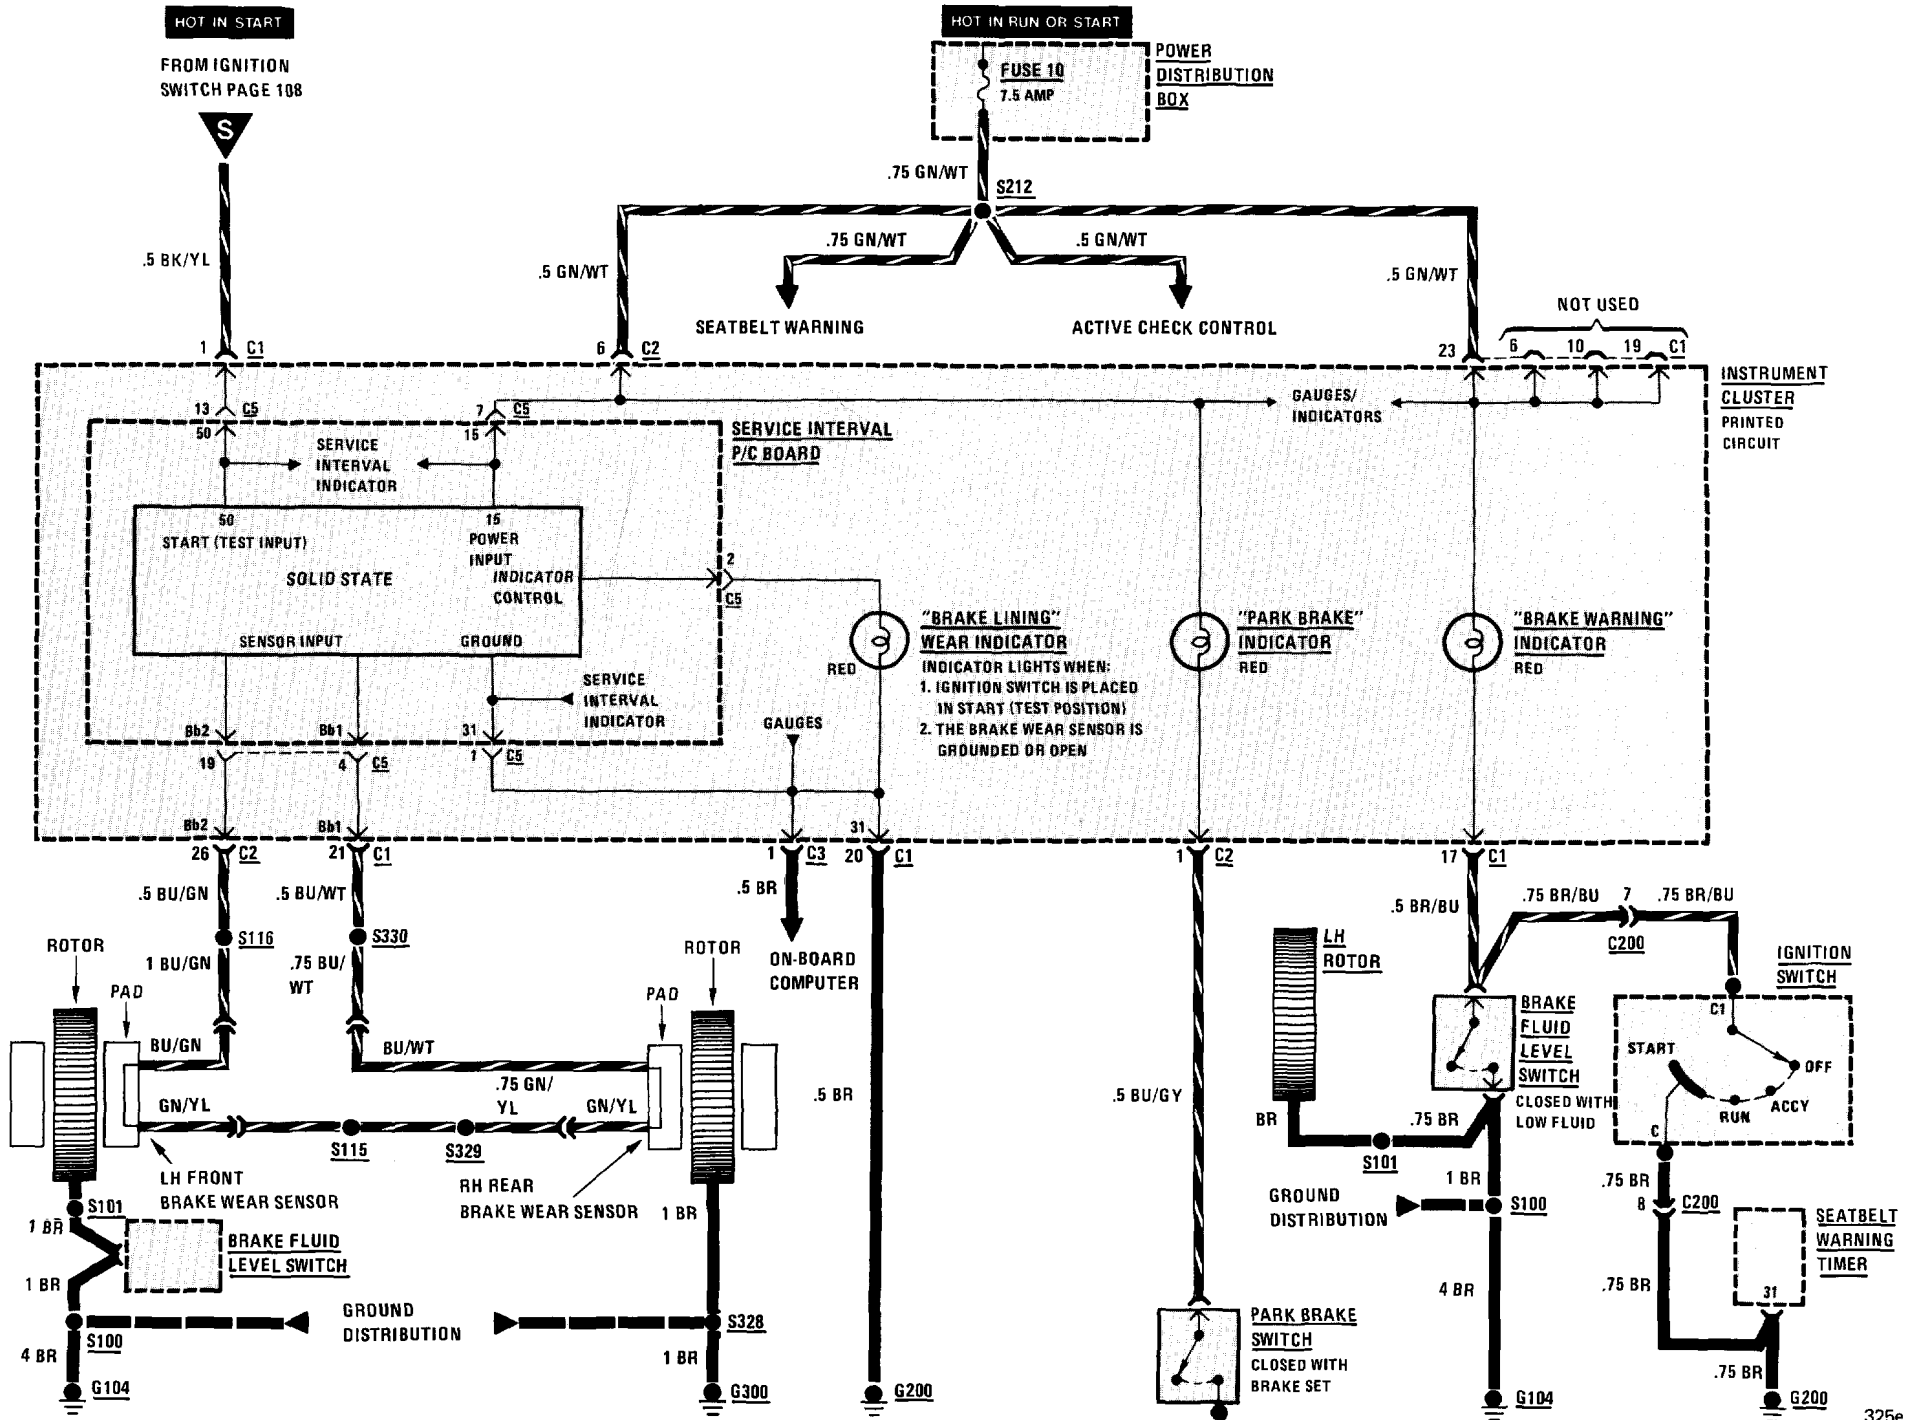 HOT IN START
FROM IGNITION
SWITCH PAGE 108
S
HOT IN RUN OR START
FUSE 10
7.5 AMP
POWER
DISTRIBUTION
BOX
.75 GN/WT
S212
.5 BK/YL
.5 GN/WT
.75 GN/WT
.5 GN/WT
.5 GN/WT
SEATBELT WARNING
ACTIVE CHECK CONTROL
NOT USED
1 C1
6 C2
23
6
10
19 C1
INSTRUMENT
CLUSTER
PRINTED
CIRCUIT
13 C5
50
7 C5
15
GAUGES/
INDICATORS
SERVICE INTERVAL
P/C BOARD
SERVICE
INTERVAL
INDICATOR
50
START (TEST INPUT)
15
POWER
INPUT
SOLID STATE
INDICATOR
CONTROL
2
C5
SENSOR INPUT
GROUND
SERVICE
INTERVAL
INDICATOR
"BRAKE LINING"
WEAR INDICATOR
RED
INDICATOR LIGHTS WHEN:
1. IGNITION SWITCH IS PLACED
IN START (TEST POSITION)
2. THE BRAKE WEAR SENSOR IS
GROUNDED OR OPEN
"PARK BRAKE"
INDICATOR
RED
"BRAKE WARNING"
INDICATOR
RED
GAUGES
Bb2
Bb1
31
19
4 C5
1 C5
Bb2
Bb1
31
26 C2
21 C1
1 C3
20 C1
1 C2
17 C1
.5 BU/GN
.5 BU/WT
.5 BR
S116
S330
ON-BOARD
COMPUTER
1 BU/GN
.75 BU/
WT
ROTOR
PAD
ROTOR
PAD
BU/GN
BU/WT
.75 GN/
YL
GN/YL
GN/YL
S115
S329
LH FRONT
BRAKE WEAR SENSOR
RH REAR
BRAKE WEAR SENSOR
S101
1 BR
BRAKE FLUID
LEVEL SWITCH
1 BR
S100
4 BR
G104
GROUND
DISTRIBUTION
1 BR
S328
1 BR
G300
.5 BR
G200
.5 BU/GY
PARK BRAKE
SWITCH
CLOSED WITH
BRAKE SET
.5 BR/BU
.75 BR/BU
7
C200
.75 BR/BU
LH
ROTOR
BR
S101
.75 BR
BRAKE
FLUID
LEVEL
SWITCH
CLOSED WITH
LOW FLUID
IGNITION
SWITCH
C1
START
OFF
ACCY
RUN
C
1 BR
GROUND
DISTRIBUTION
S100
4 BR
G104
.75 BR
8 C200
.75 BR
SEATBELT
WARNING
TIMER
31
.75 BR
G200
325e